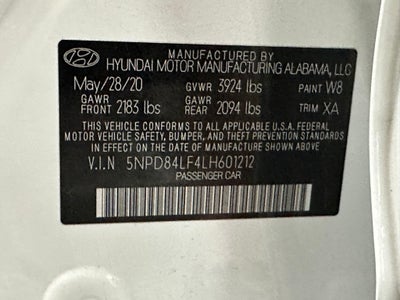 MANUFACTURED BY
HYUNDAI MOTOR MANUFACTURING ALABAMA, LLC
May/28/20 GVWR 3924 lbs PAINT W8
GAWR GAWR
FRONT 2183 lbs REAR 2094 lbs TRIM XA
THIS VEHICLE CONFORMS TO ALL APPLICABLE U.S.A. FEDERAL
MOTOR VEHICLE SAFETY, BUMPER, AND THEFT PREVENTION STANDARDS
IN EFFECT ON THE DATE OF MANUFACTURE SHOWN ABOVE.
V.I.N 5NPD84LF4LH601212
PASSENGER CAR